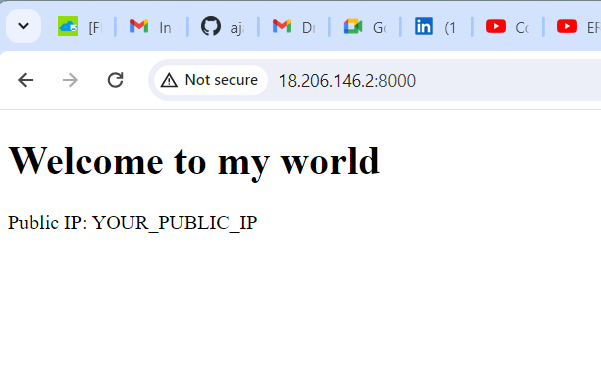 [F
In
aj
Dr
Go
(1
Co
EF
Not secure
18.206.146.2:8000
Welcome to my world
Public IP: YOUR_PUBLIC_IP